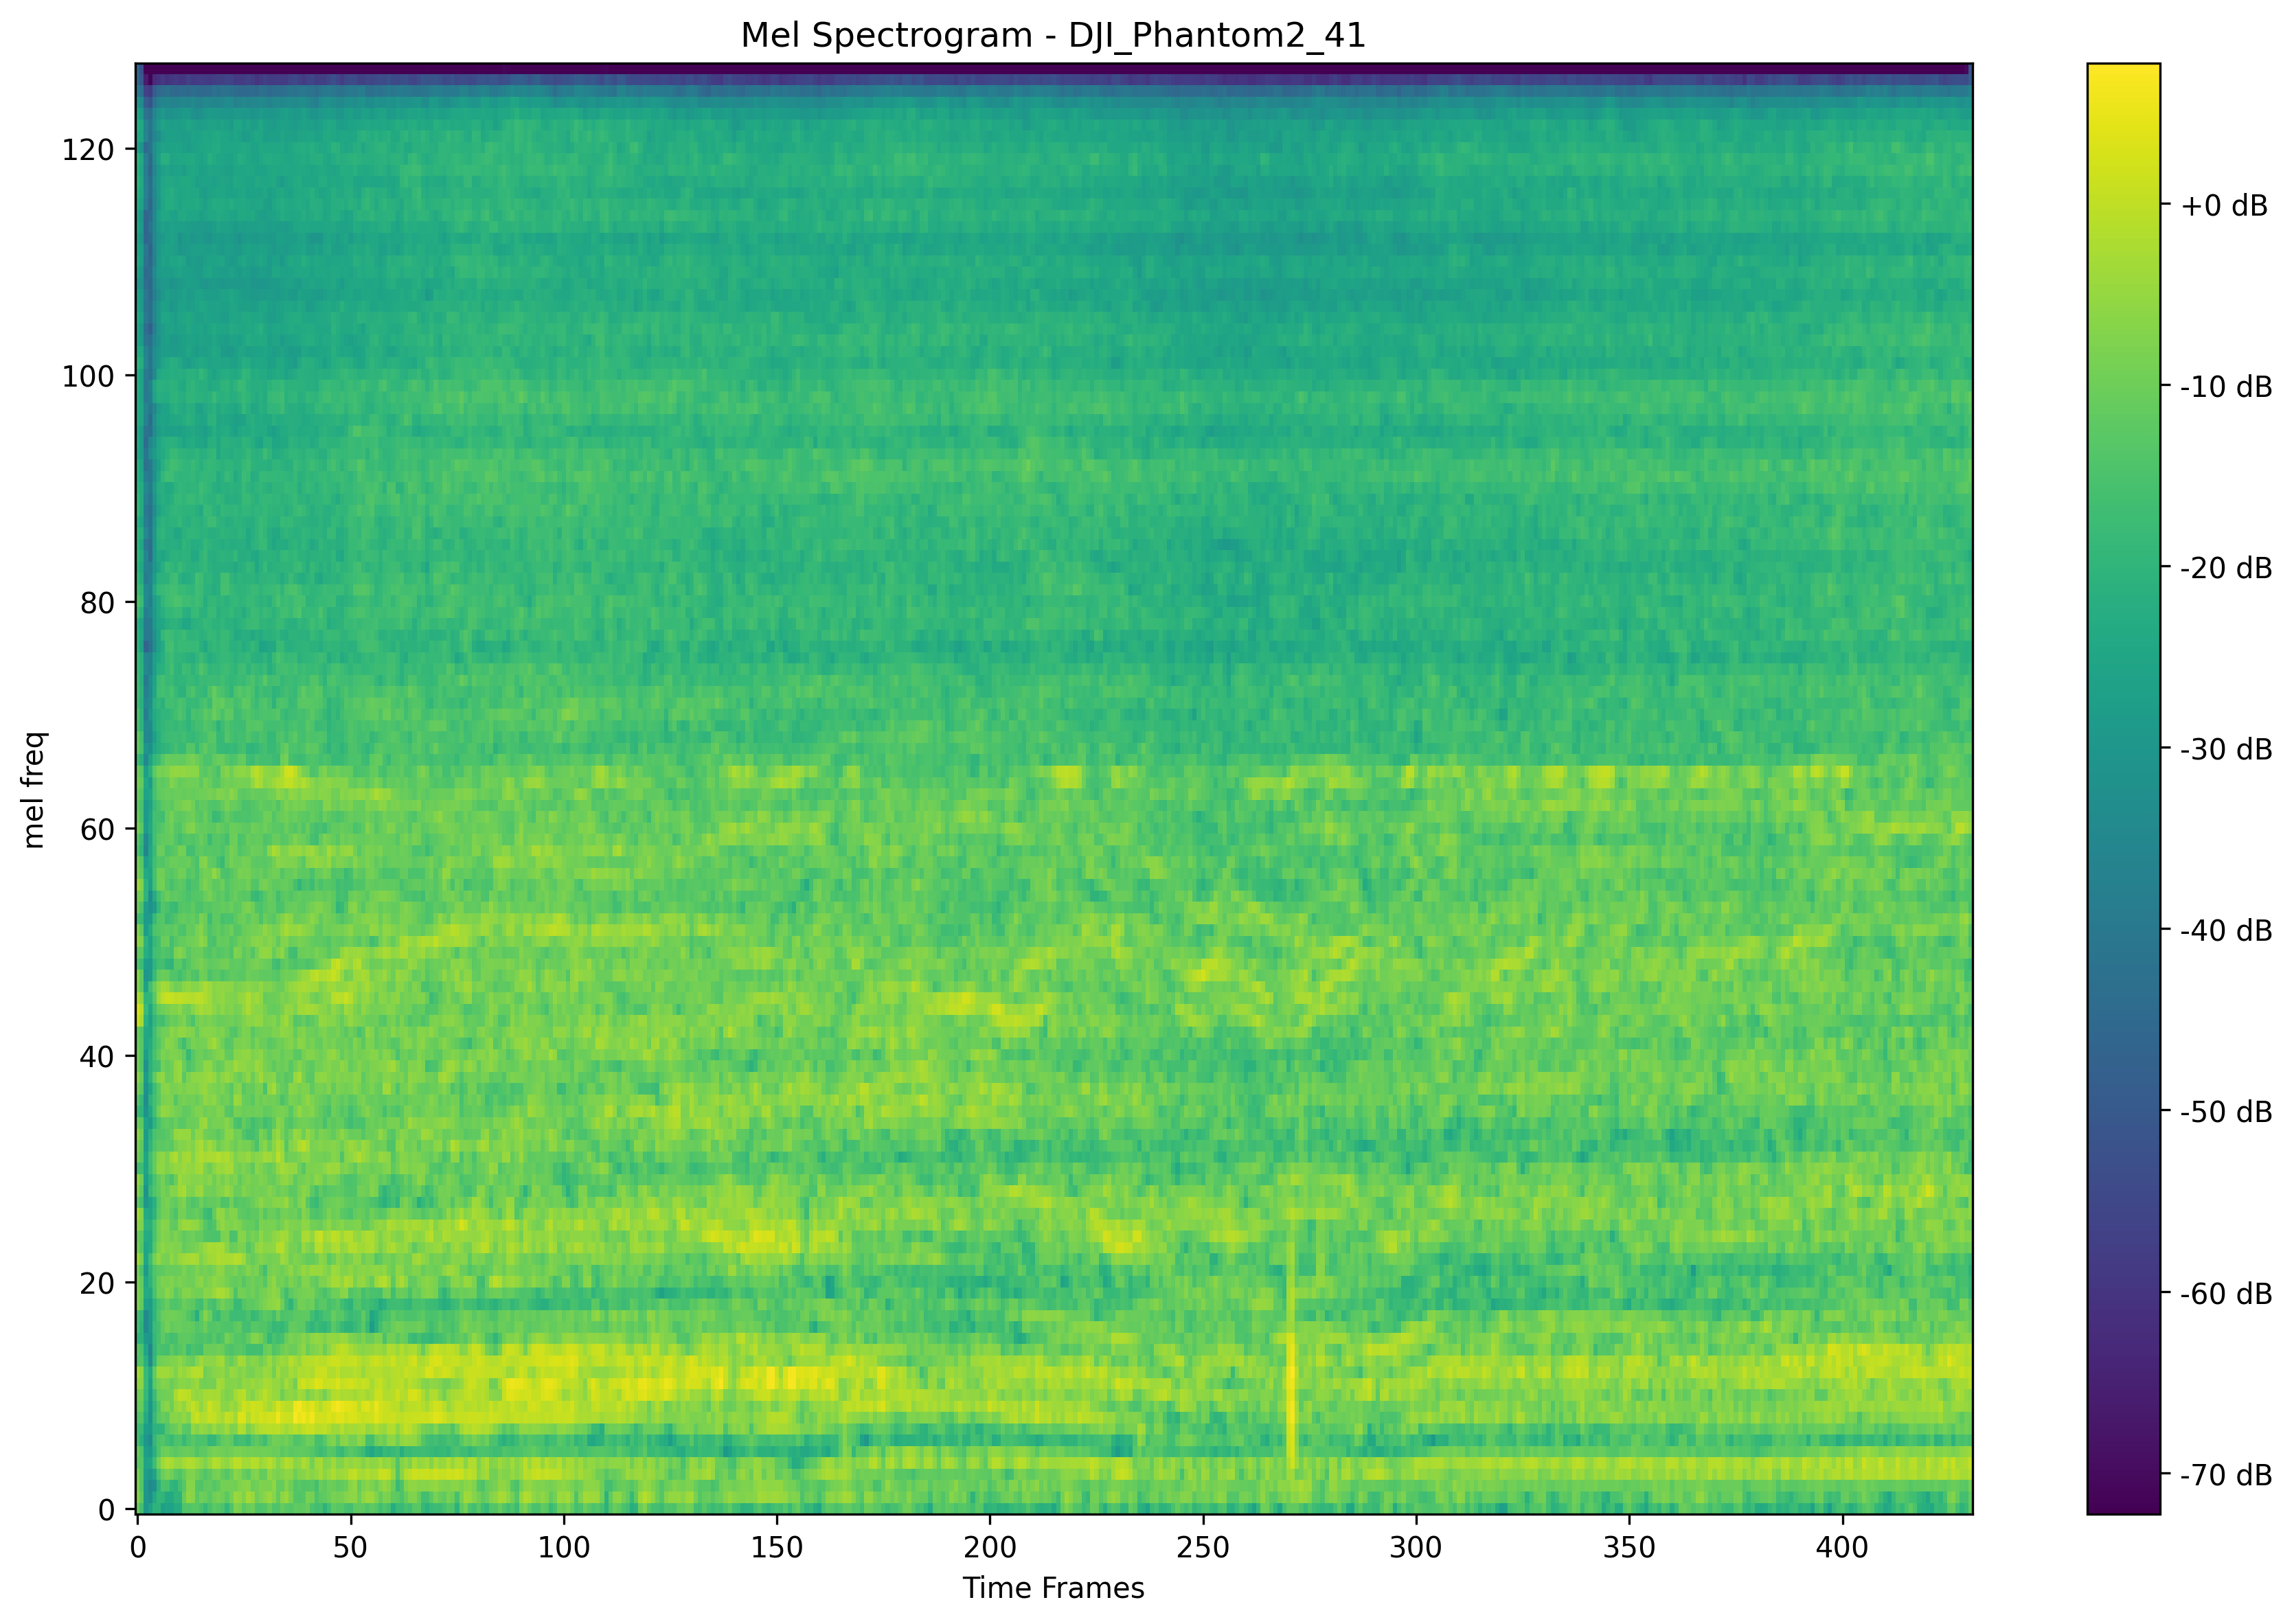 Mel Spectrogram - DJI_Phantom2_41
mel freq
120
100
80
60
40
20
0
0 50 100 150 200 250 300 350 400
Time Frames
+0 dB
-10 dB
-20 dB
-30 dB
-40 dB
-50 dB
-60 dB
-70 dB